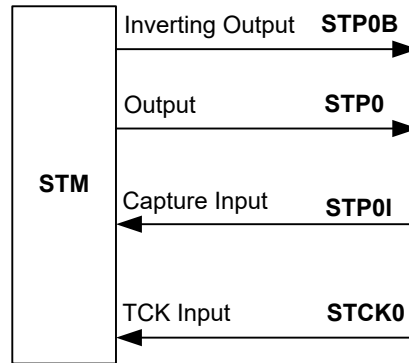 Inverting Output STP0B
Output STP0
STM
Capture Input STP0I
TCK Input STCK0